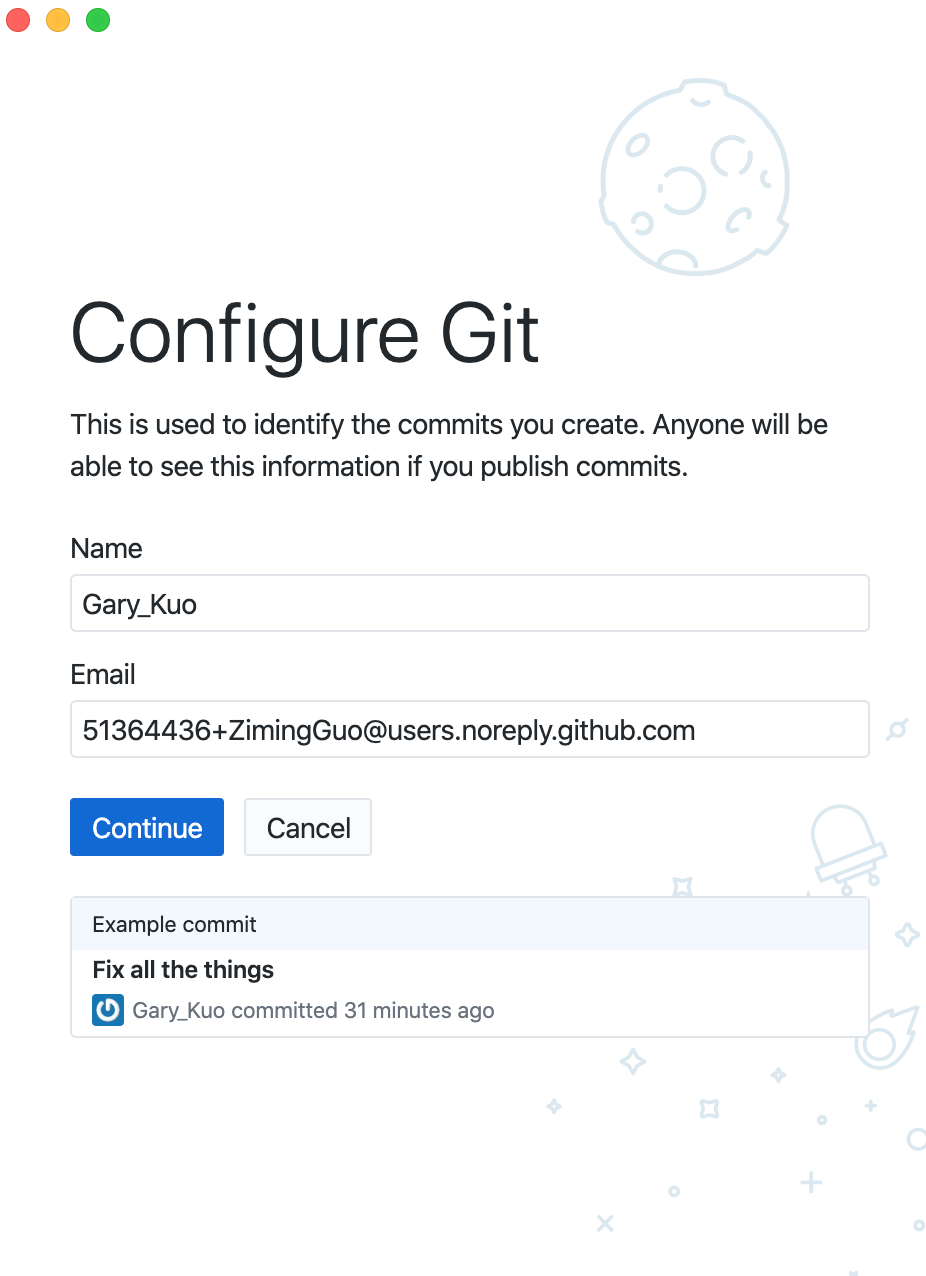 Configure Git
This is used to identify the commits you create. Anyone will be
able to see this information if you publish commits.
Name
Gary_Kuo
Email
51364436+ZimingGuo@users.noreply.github.com
Continue Cancel
Example commit
Fix all the things
Gary_Kuo committed 31 minutes ago